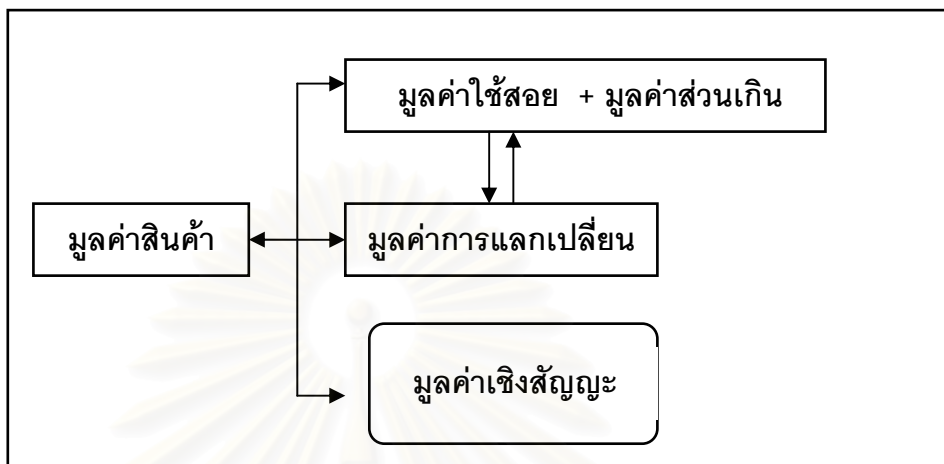 มูลค่าใช้สอย + มูลค่าส่วนเกิน
มูลค่าสินค้า
มูลค่าการแลกเปลี่ยน
มูลค่าเชิงสัญญะ